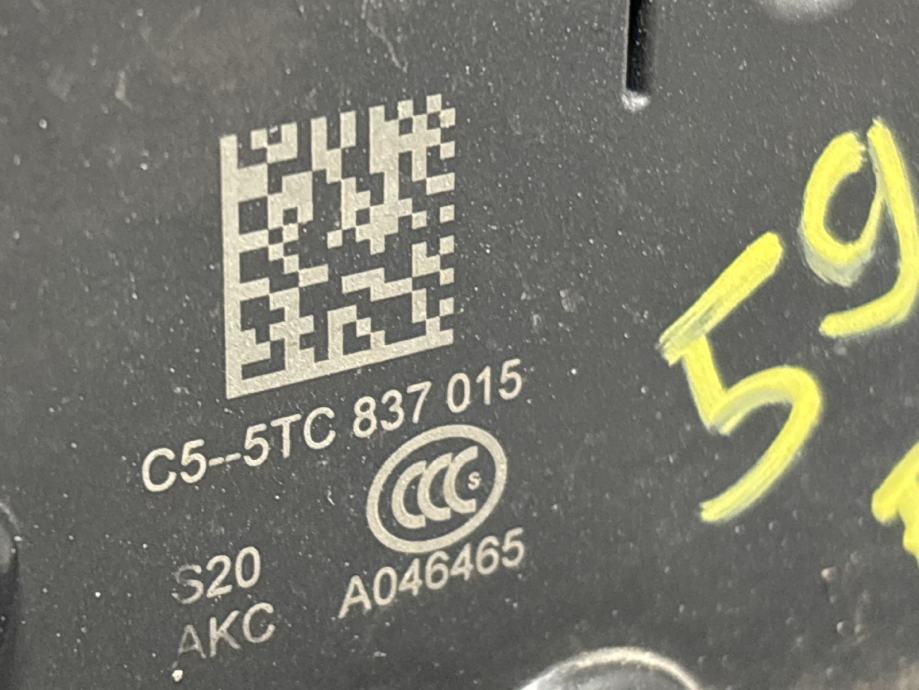 C5--5TC 837 015
CCC S
S20
A046465
AKC
59